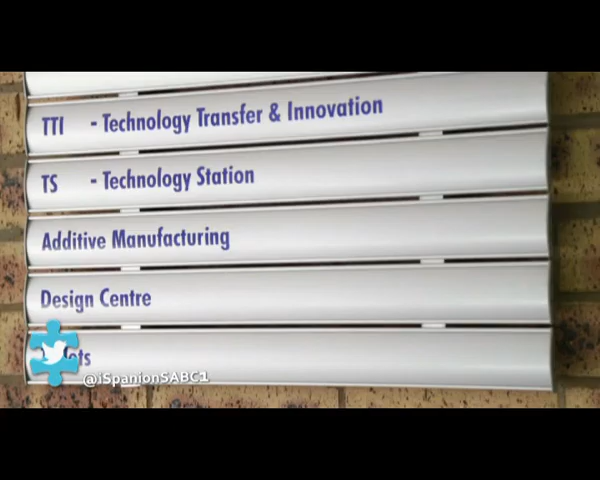 TTI - Technology Transfer & Innovation
TS - Technology Station
Additive Manufacturing
Design Centre
@iSpanionSABC1